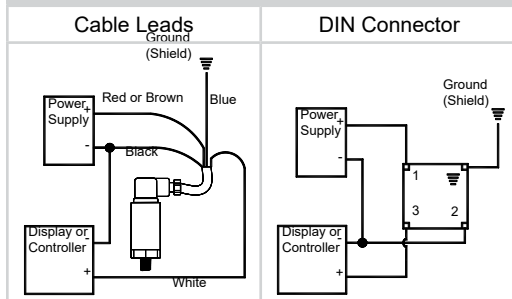 Cable Leads
Ground
(Shield)
Red or Brown
Blue
Power
Supply
+
-
Black
Display or
Controller
-
+
White
DIN Connector
Ground
(Shield)
Power
Supply
+
-
1
3 2
Display or
Controller
-
+